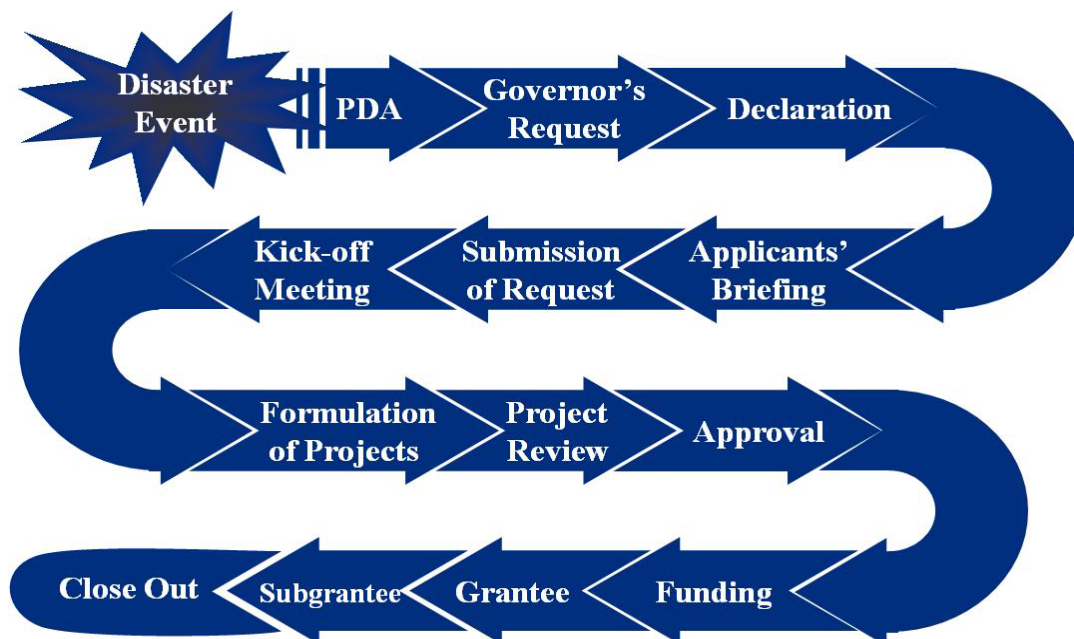 Disaster
Event
PDA
Governor's
Request
Declaration
Applicants'
Briefing
Submission
of Request
Kick-off
Meeting
Formulation
of Projects
Project
Review
Approval
Funding
Grantee
Subgrantee
Close Out